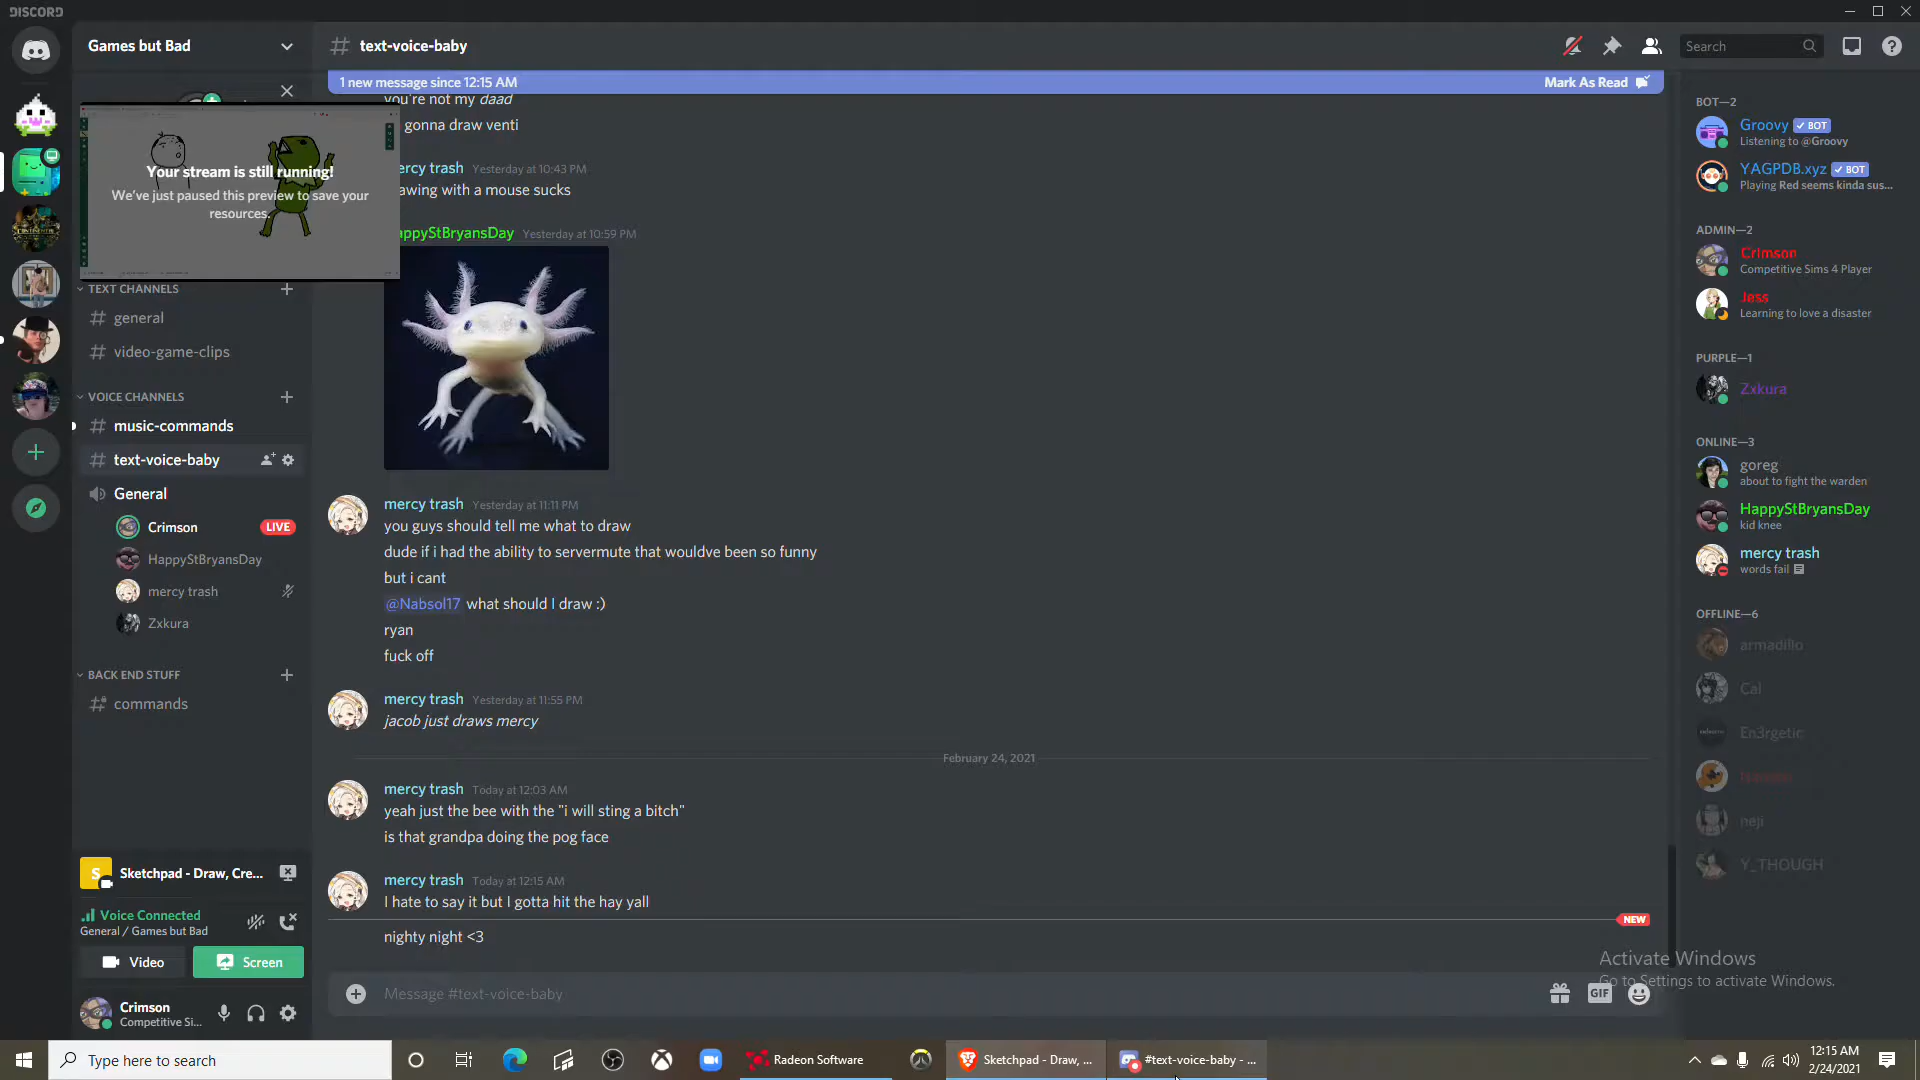 DISCORD
Games but Bad
text-voice-baby
Search
1 new message since 12:15 AM
Mark As Read
you're not my daad
gonna draw venti
ercy trash Yesterday at 10:43 PM
awing with a mouse sucks
appyStBryansDay Yesterday at 10:59 PM
Your stream is still running!
We've just paused this preview to save your
resources.
TEXT CHANNELS
general
video-game-clips
VOICE CHANNELS
music-commands
text-voice-baby
General
Crimson LIVE
HappyStBryansDay
mercy trash
Zxkura
BACK END STUFF
commands
mercy trash Yesterday at 11:11 PM
you guys should tell me what to draw
dude if i had the ability to servermute that wouldve been so funny
but i cant
@Nabsol17 what should I draw :)
ryan
fuck off
mercy trash Yesterday at 11:55 PM
jacob just draws mercy
February 24, 2021
mercy trash Today at 12:03 AM
yeah just the bee with the "i will sting a bitch"
is that grandpa doing the pog face
mercy trash Today at 12:15 AM
I hate to say it but I gotta hit the hay yall
NEW
nighty night <3
Message #text-voice-baby
GIF
BOT—2
Groovy BOT
Listening to @Groovy
YAGPDB.xyz BOT
Playing Red seems kinda sus...
ADMIN—2
Crimson
Competitive Sims 4 Player
Jess
Learning to love a disaster
PURPLE—1
Zxkura
ONLINE—3
goreg
about to fight the warden
HappyStBryansDay
kid knee
mercy trash
words fail
OFFLINE—6
armadillo
Cal
En3rgetic
neji
Y_THOUGH
S
Sketchpad - Draw, Cre...
Voice Connected
General / Games but Bad
Video
Screen
Crimson
Competitive Si...
Activate Windows
Go to Settings to activate Windows.
Type here to search
Radeon Software
Sketchpad - Draw, ...
#text-voice-baby - ...
12:15 AM
2/24/2021